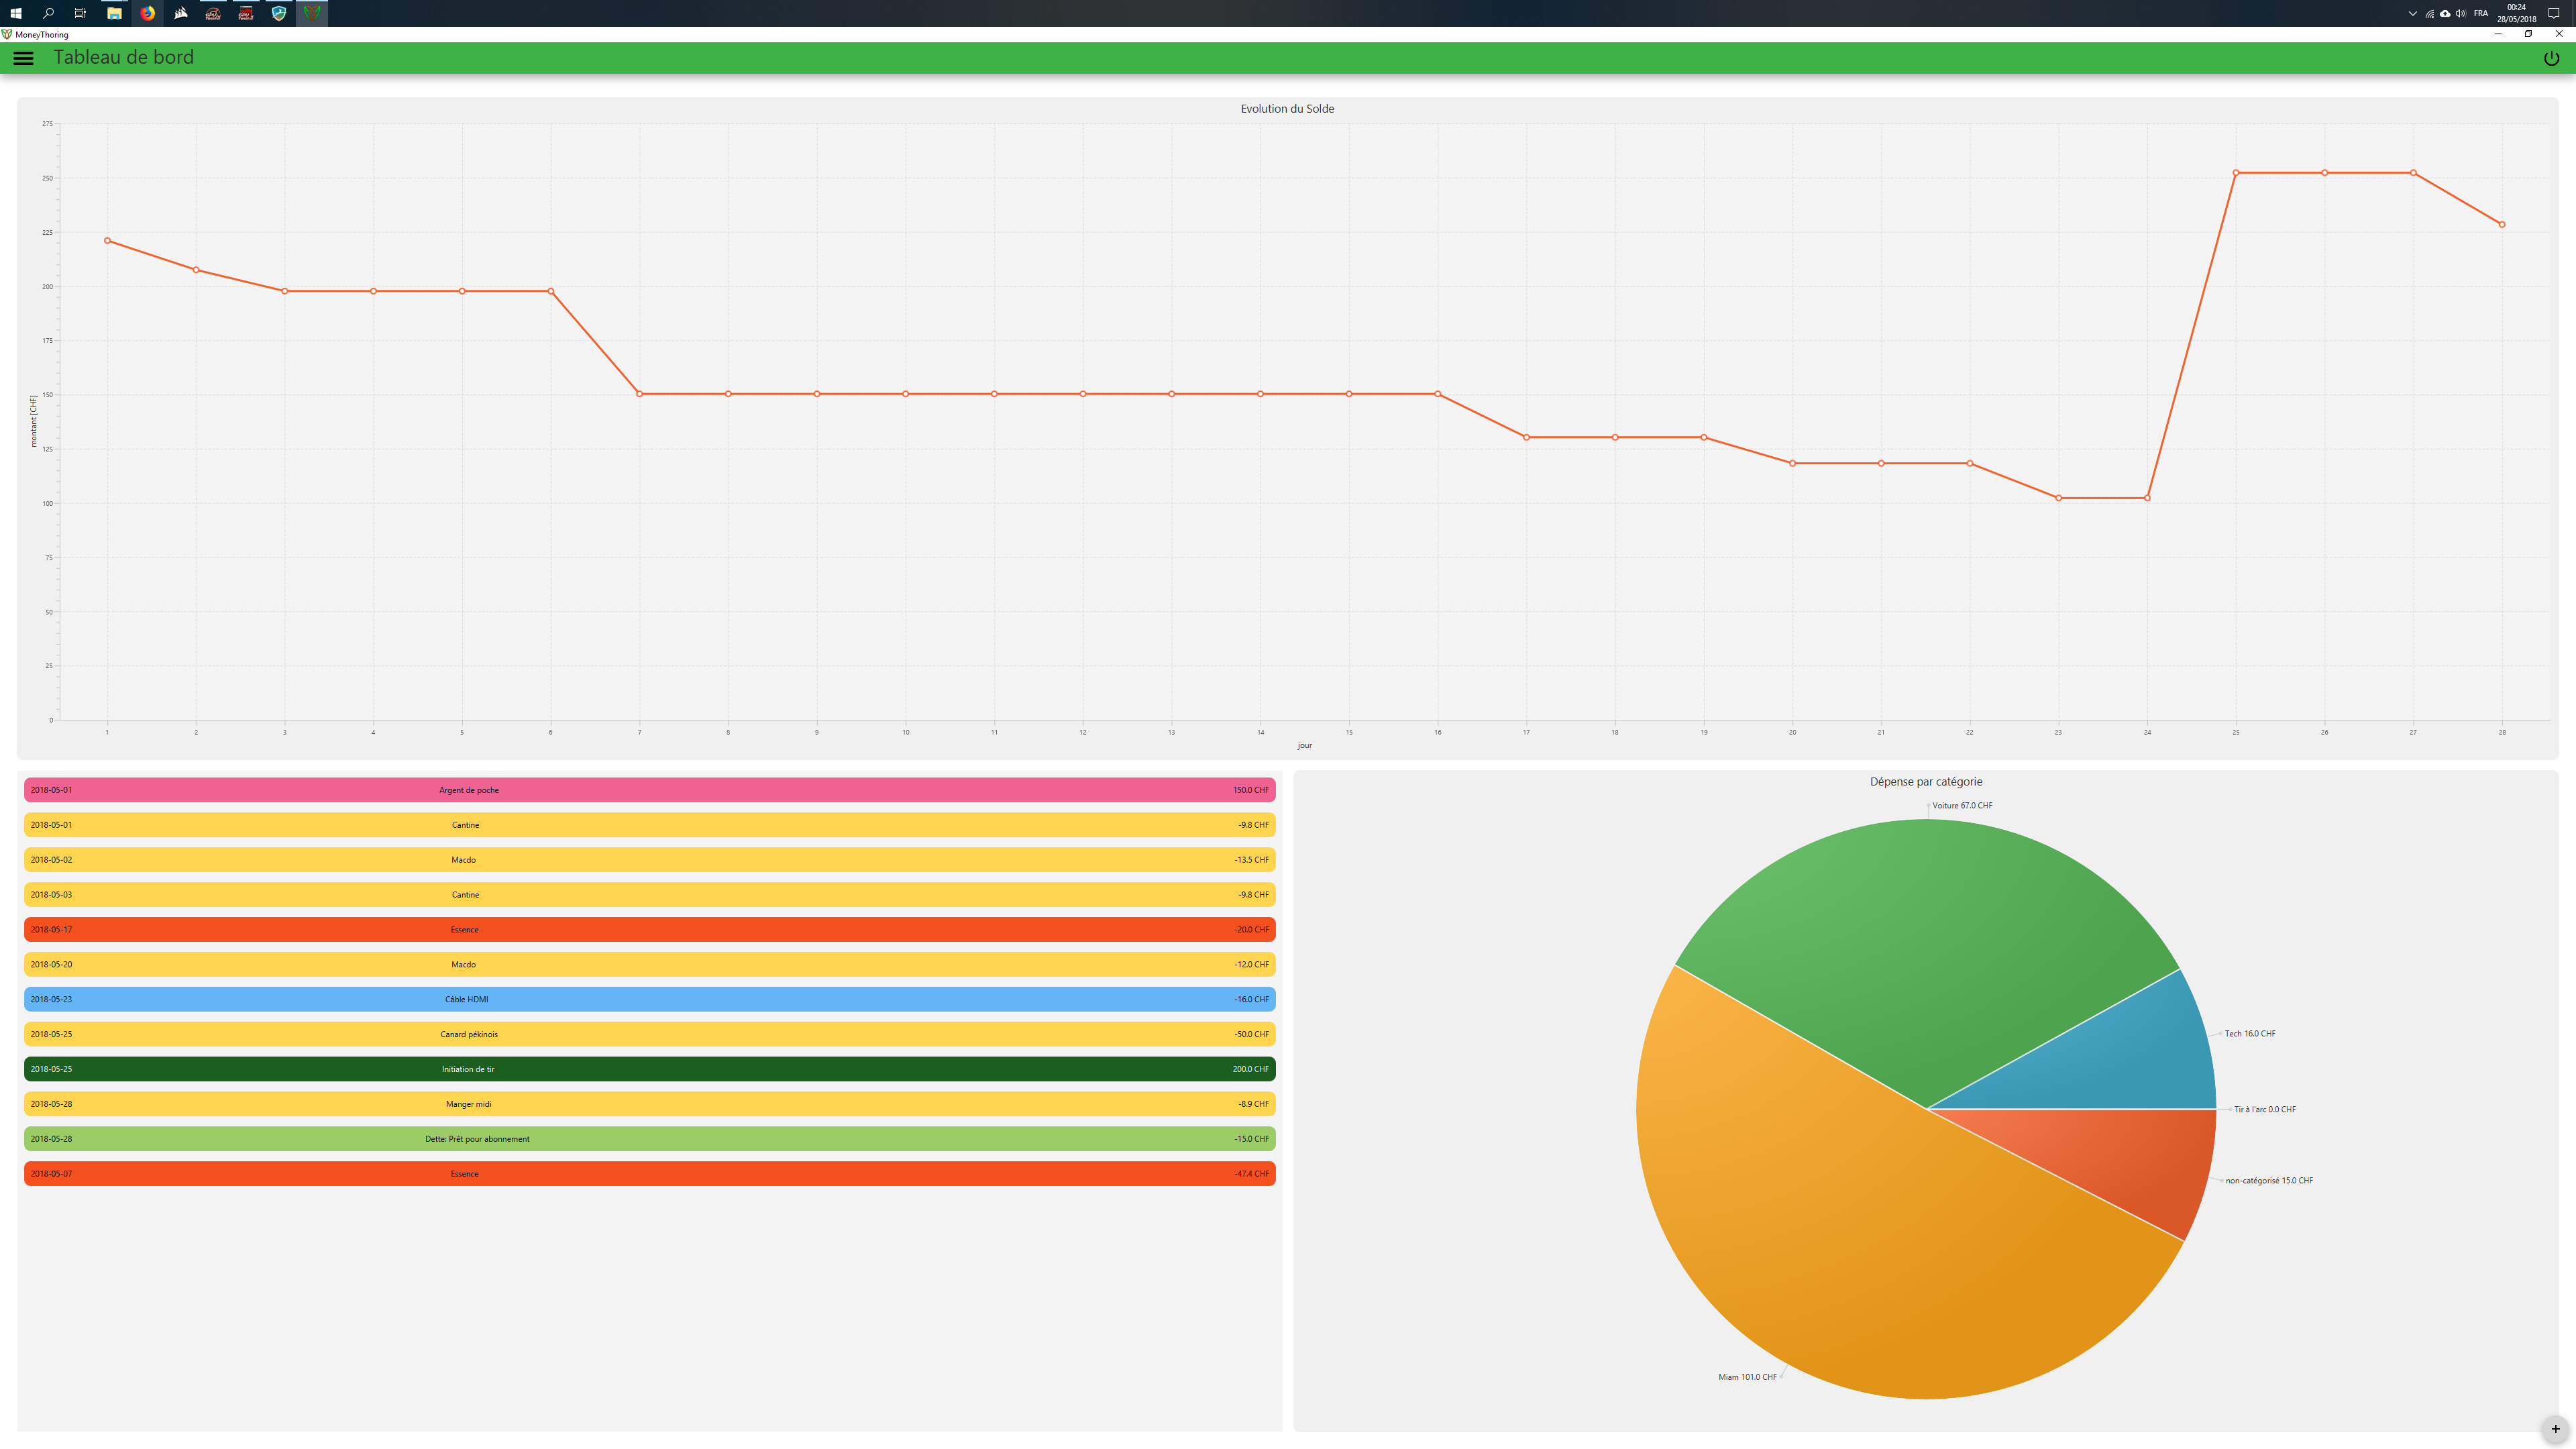 FRA
00:24
28/05/2018
MoneyThoring
Tableau de bord
Evolution du Solde
275
250
225
200
175
150
125
100
75
50
25
0
montant [CHF]
1 2 3 4 5 6 7 8 9 10 11 12 13 14 15 16 17 18 19 20 21 22 23 24 25 26 27 28
jour
2018-05-01 Argent de poche 150.0 CHF
2018-05-01 Cantine -9.8 CHF
2018-05-02 Macdo -13.5 CHF
2018-05-03 Cantine -9.8 CHF
2018-05-17 Essence -20.0 CHF
2018-05-20 Macdo -12.0 CHF
2018-05-23 Câble HDMI -16.0 CHF
2018-05-25 Canard pékinois -50.0 CHF
2018-05-25 Initiation de tir 200.0 CHF
2018-05-28 Manger midi -8.9 CHF
2018-05-28 Dette: Prêt pour abonnement -15.0 CHF
2018-05-07 Essence -47.4 CHF
Dépense par catégorie
Voiture 67.0 CHF
Tech 16.0 CHF
Tir à l'arc 0.0 CHF
non-catégorisé 15.0 CHF
Miam 101.0 CHF
+